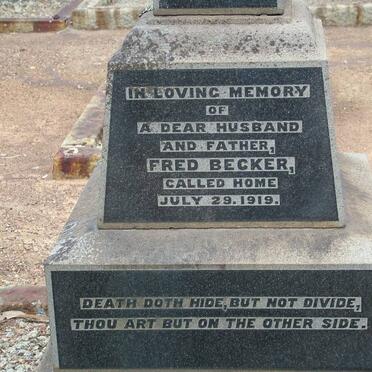 IN LOVING MEMORY
OF
A DEAR HUSBAND
AND FATHER,
FRED BECKER,
CALLED HOME
JULY 29.1919.
DEATH DOTH HIDE, BUT NOT DIVIDE,
THOU ART BUT ON THE OTHER SIDE.